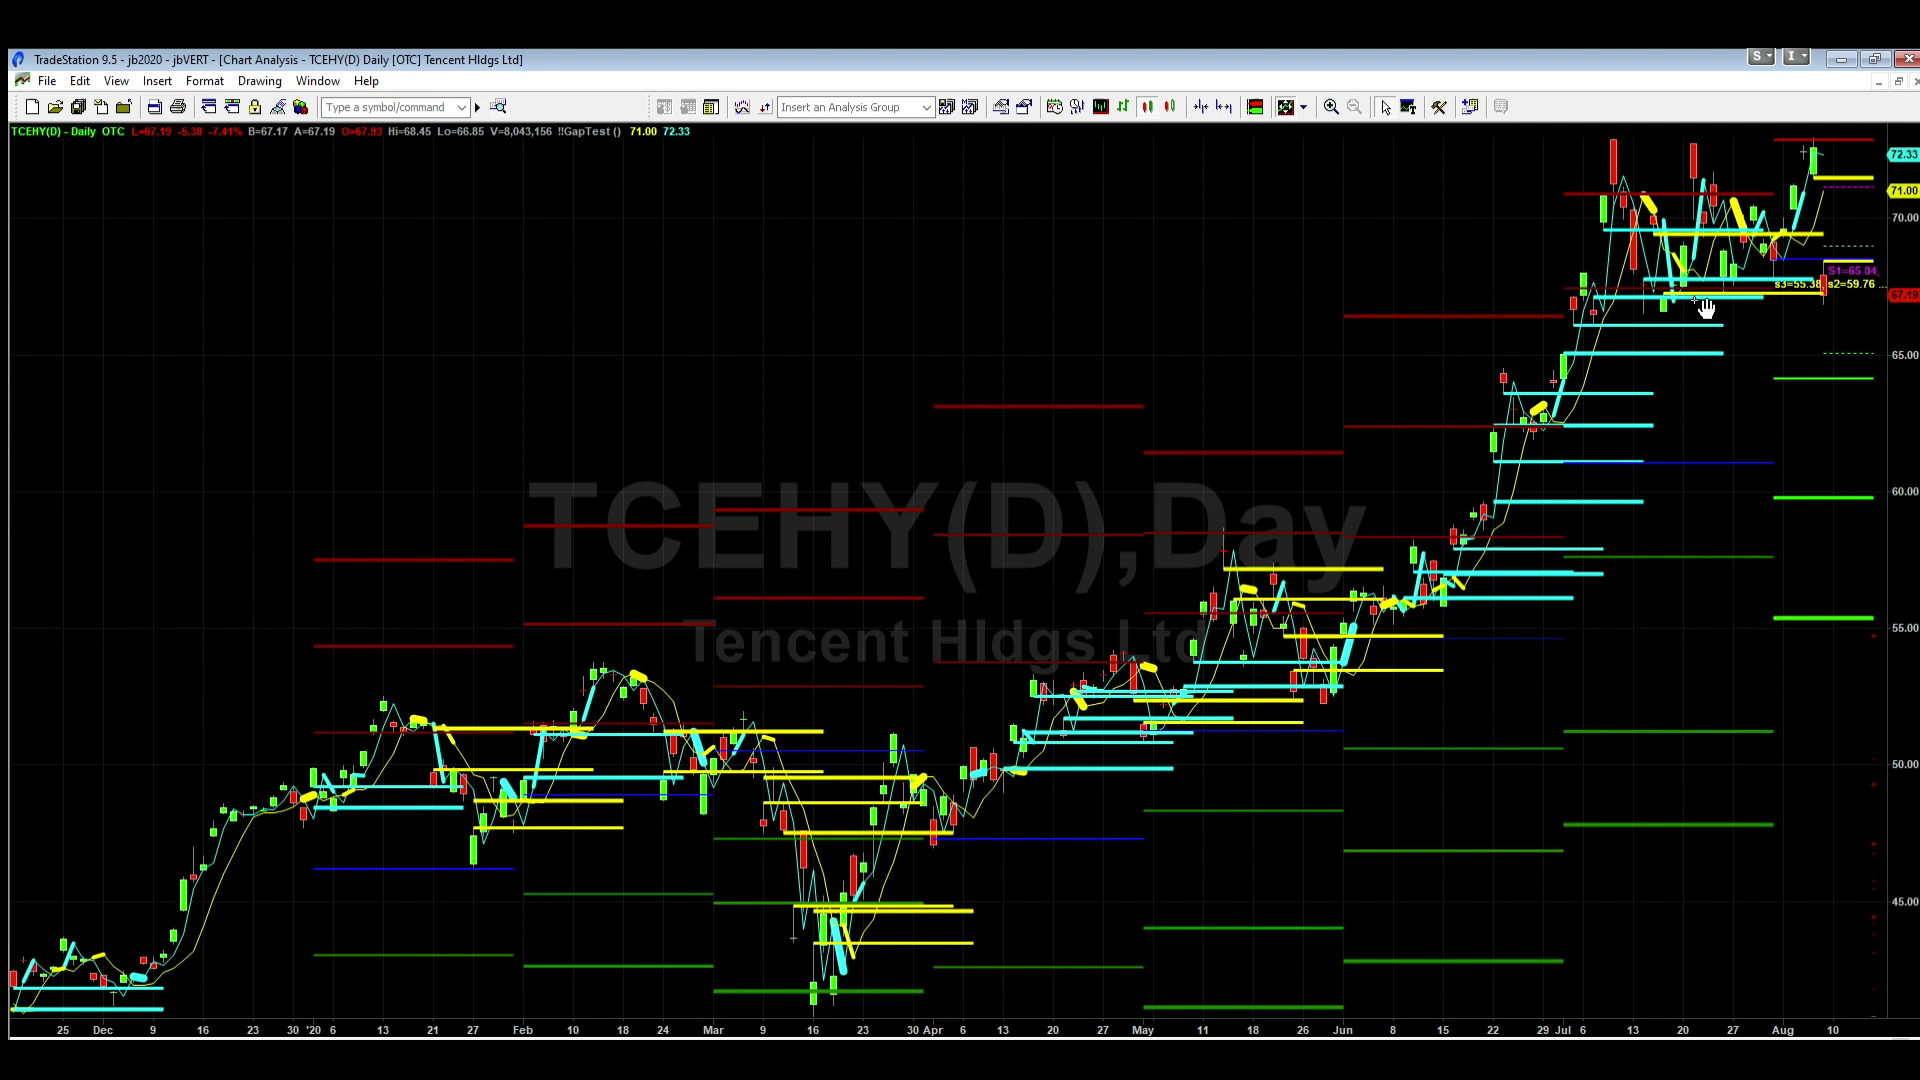 TradeStation 9.5 - jb2020 - jbVERT - [Chart Analysis - TCEHY(D) Daily [OTC] Tencent Hldgs Ltd]
S I
File Edit View Insert Format Drawing Window Help
Type a symbol/command Insert an Analysis Group
TCEHY(D) - Daily OTC L=67.19 -5.38 -7.41% B=67.17 A=67.19 O=67.93 Hi=68.45 Lo=66.85 V=8,043,156 !!GapTest () 71.00 72.33
72.33
71.00
70.00
S1=65.04,
s3=55.38, s2=59.76 ...
67.19
65.00
60.00
TCEHY(D),Day
55.00
Tencent Hldgs Ltd
50.00
45.00
25 Dec 9 16 23 30 '20 6 13 21 27 Feb 10 18 24 Mar 9 16 23 30 Apr 6 13 20 27 May 11 18 26 Jun 8 15 22 29 Jul 6 13 20 27 Aug 10